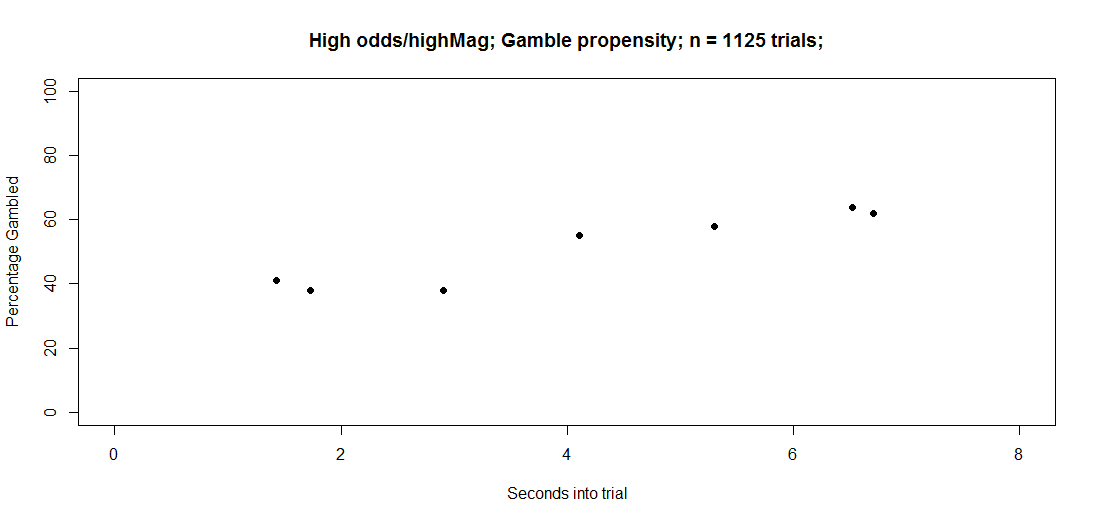 High odds/highMag; Gamble propensity; n = 1125 trials;
Percentage Gambled
100
80
60
40
20
0
0 2 4 6 8
Seconds into trial